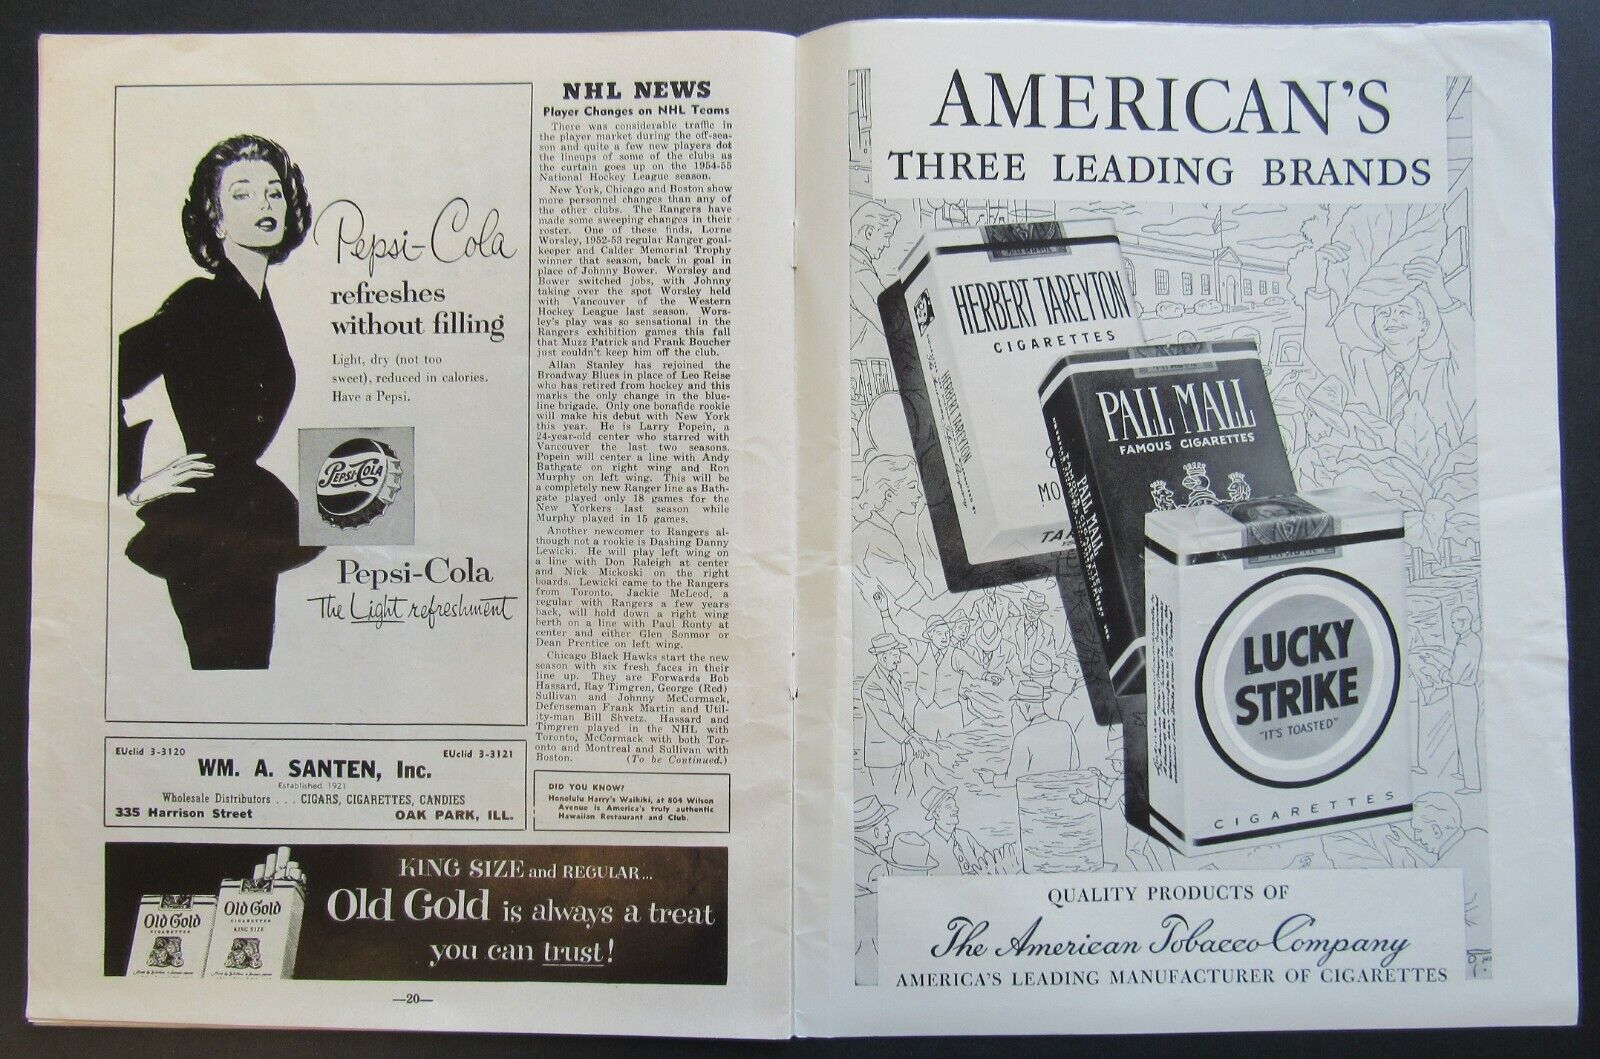 Pepsi-Cola
refreshes
without filling
Light, dry (not too
sweet), reduced in calories.
Have a Pepsi.
PEPSI-COLA
Pepsi-Cola
The Light refreshment
EUclid 3-3120
EUclid 3-3121
WM. A. SANTEN, Inc.
Established, 1921
Wholesale Distributors . . . CIGARS, CIGARETTES, CANDIES
335 Harrison Street
OAK PARK, ILL.
NHL NEWS
Player Changes on NHL Teams
There was considerable traffic in
the player market during the off-sea-
son and quite a few new players dot
the lineups of some of the clubs as
the curtain goes up on the 1954-55
National Hockey League season.
New York, Chicago and Boston show
more personnel changes than any of
the other clubs. The Rangers have
made some sweeping changes in their
roster. One of these finds, Lorne
Worsley, 1952-53 regular Ranger goal-
keeper and Calder Memorial Trophy
winner that season, back in goal in
place of Johnny Bower. Worsley and
Bower switched jobs, with Johnny
taking over the spot Worsley held
with Vancouver of the Western
Hockey League last season. Wors-
ley's play was so sensational in the
Rangers exhibition games this fall
that Muzz Patrick and Frank Boucher
just couldn't keep him off the club.
Allan Stanley has rejoined the
Broadway Blues in place of Leo Reise
who has retired from hockey and this
marks the only change in the blue-
line brigade. Only one bonafide rookie
will make his debut with New York
this year. He is Larry Popein, a
24-year-old center who starred with
Vancouver the last two seasons.
Popein will center a line with Andy
Bathgate on right wing and Ron
Murphy on left wing. This will be
a completely new Ranger line as Bath-
gate played only 18 games for the
New Yorkers last season while
Murphy played in 15 games.
Another newcomer to Rangers al-
though not a rookie is Dashing Danny
Lewicki. He will play left wing on
a line with Don Raleigh at center
and Nick Mickoski on the right
boards. Lewicki came to the Rangers
from Toronto. Jackie McLeod, a
regular with Rangers a few years
back, will hold down a right wing
berth on a line with Paul Ronty at
center and either Glen Sonmor or
Dean Prentice on left wing.
Chicago Black Hawks start the new
season with six fresh faces in their
line up. They are Forwards Bob
Hassard, Ray Timgren, George (Red)
Sullivan and Johnny McCormack,
Defenseman Frank Martin and Util-
ity-man Bill Shvetz. Hassard and
Timgren played in the NHL with
Toronto, McCormack with both Tor-
onto and Montreal and Sullivan with
Boston. (To be Continued.)
DID YOU KNOW?
Honolulu Harry's Waikiki, at 804 Wilson
Avenue is America's truly authentic
Hawaiian Restaurant and Club.
Old Gold
CIGARETTES
Old Gold
CIGARETTES
KING SIZE
KING SIZE and REGULAR...
Old Gold is always a treat
you can trust!
—20—
AMERICAN'S
THREE LEADING BRANDS
HERBERT TAREYTON
CIGARETTES
HERBERT TAREYTON
MO
TA
PALL MALL
FAMOUS CIGARETTES
PALL MALL
LUCKY
STRIKE
"IT'S TOASTED"
CIGARETTES
QUALITY PRODUCTS OF
The American Tobacco Company
AMERICA'S LEADING MANUFACTURER OF CIGARETTES